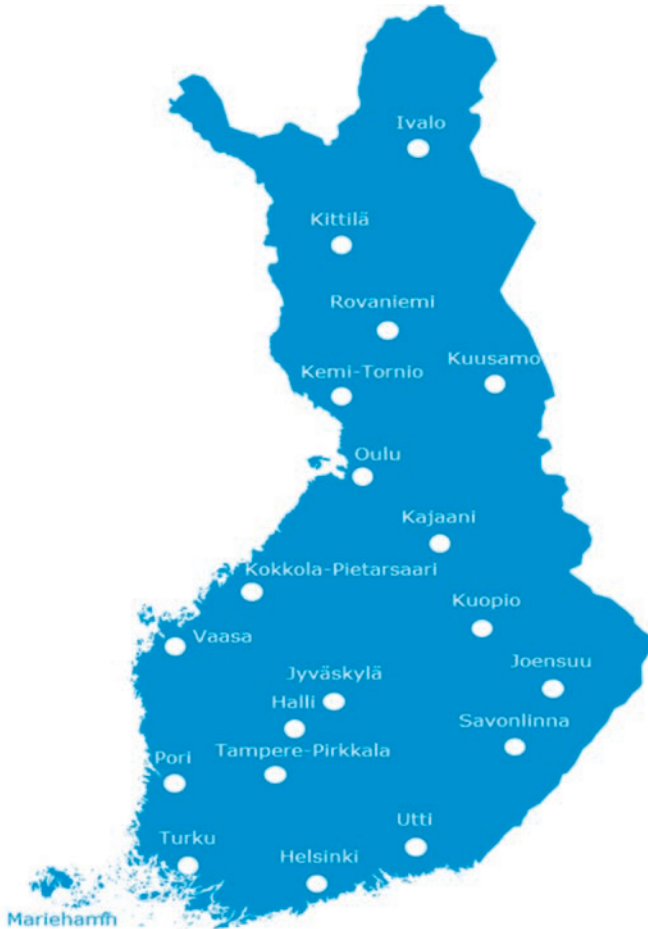 Ivalo
Kittilä
Rovaniemi
Kuusamo
Kemi-Tornio
Oulu
Kajaani
Kokkola-Pietarsaari
Kuopio
Vaasa
Joensuu
Jyväskylä
Halli
Savonlinna
Tampere-Pirkkala
Pori
Utti
Turku
Helsinki
Mariehamn